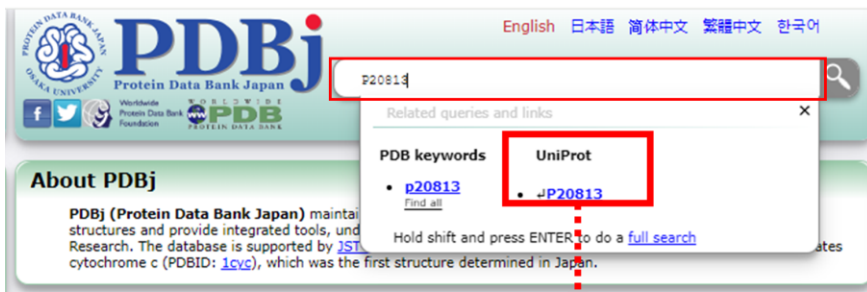 PROTEIN DATA BANK JAPAN
OSAKA UNIVERSITY
PDBj
Protein Data Bank Japan
English 日本語 简体中文 繁體中文 한국어
P20813
f
Worldwide
Protein Data Bank
Foundation
WORLDWIDE
PDB
PROTEIN DATA BANK
Related queries and links ×
PDB keywords UniProt
• p20813 • ↲P20813
Find all
Hold shift and press ENTER to do a full search
About PDBj
PDBj (Protein Data Bank Japan) maintai
structures and provide integrated tools, und
Research. The database is supported by JST ates
cytochrome c (PDBID: 1cyc), which was the first structure determined in Japan.